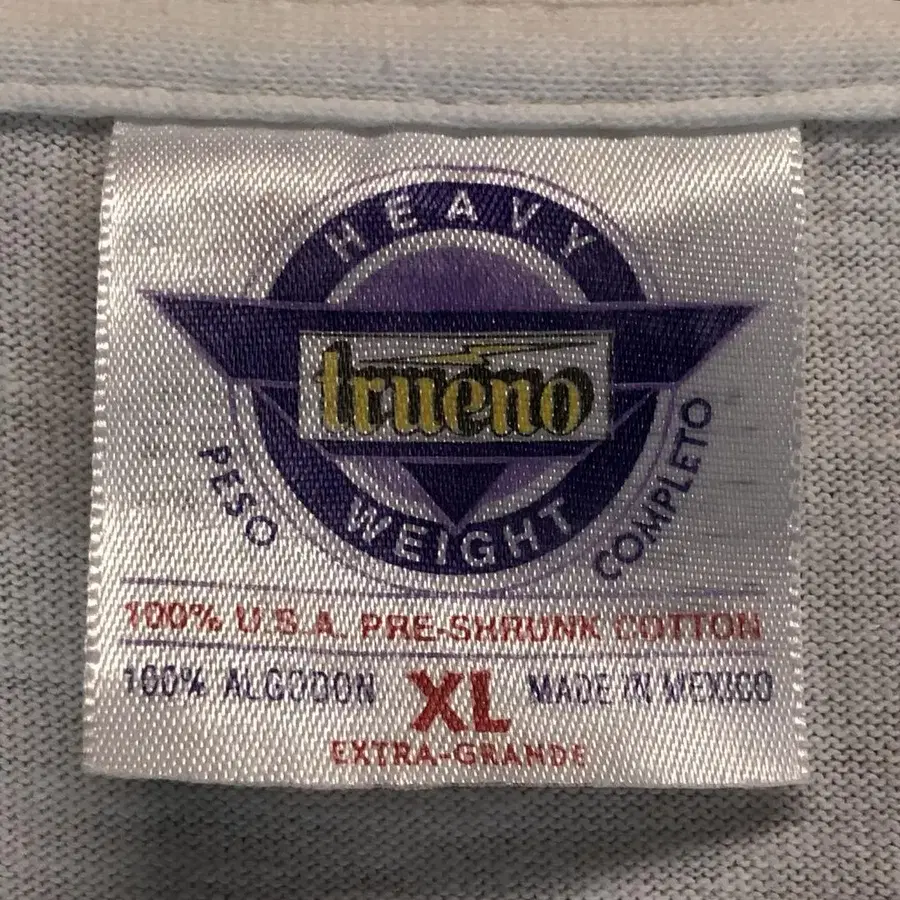 HEAVY
trueno
WEIGHT
PESO COMPLETO
100% U.S.A. PRE-SHRUNK COTTON
100% ALGODON XL MADE IN MEXICO
EXTRA-GRANDE